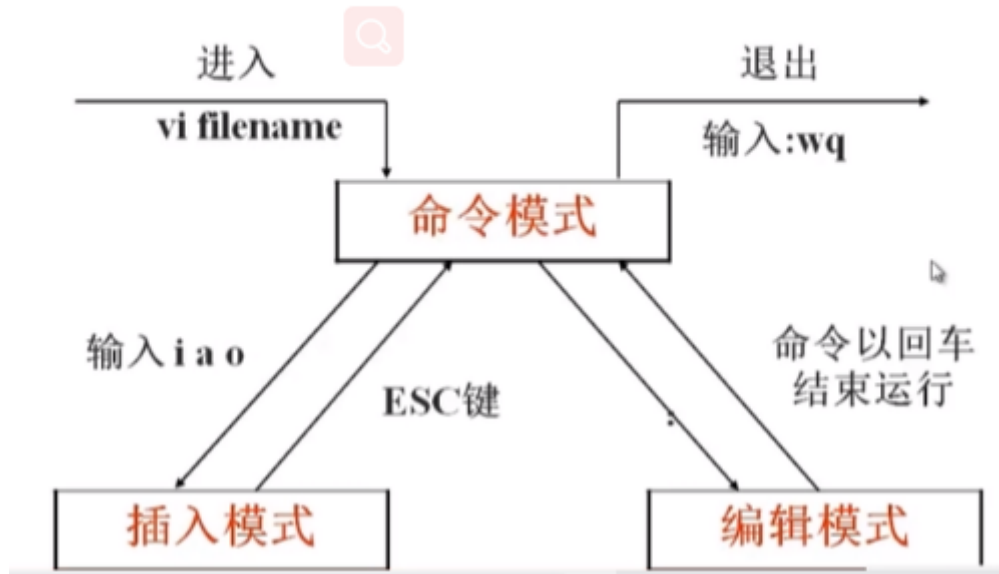 进入
vi filename
退出
输入:wq
命令模式
输入 i a o
ESC键
:
命令以回车
结束运行
插入模式
编辑模式